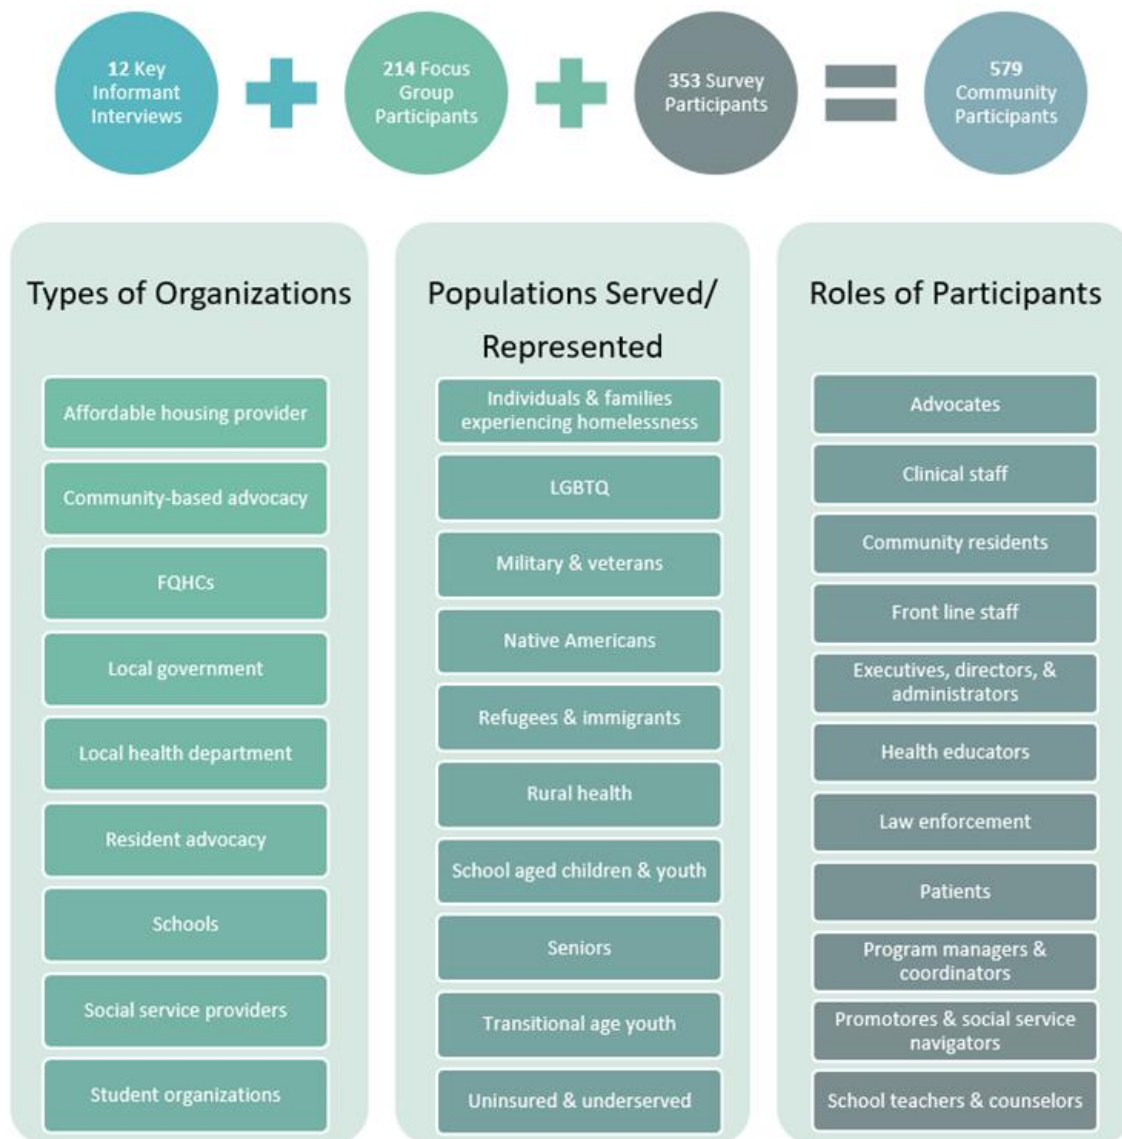 12 Key
Informant
Interviews
214 Focus
Group
Participants
353 Survey
Participants
579
Community
Participants
Types of Organizations
Affordable housing provider
Community-based advocacy
FQHCs
Local government
Local health department
Resident advocacy
Schools
Social service providers
Student organizations
Populations Served/
Represented
Individuals & families
experiencing homelessness
LGBTQ
Military & veterans
Native Americans
Refugees & immigrants
Rural health
School aged children & youth
Seniors
Transitional age youth
Uninsured & underserved
Roles of Participants
Advocates
Clinical staff
Community residents
Front line staff
Executives, directors, &
administrators
Health educators
Law enforcement
Patients
Program managers &
coordinators
Promotores & social service
navigators
School teachers & counselors